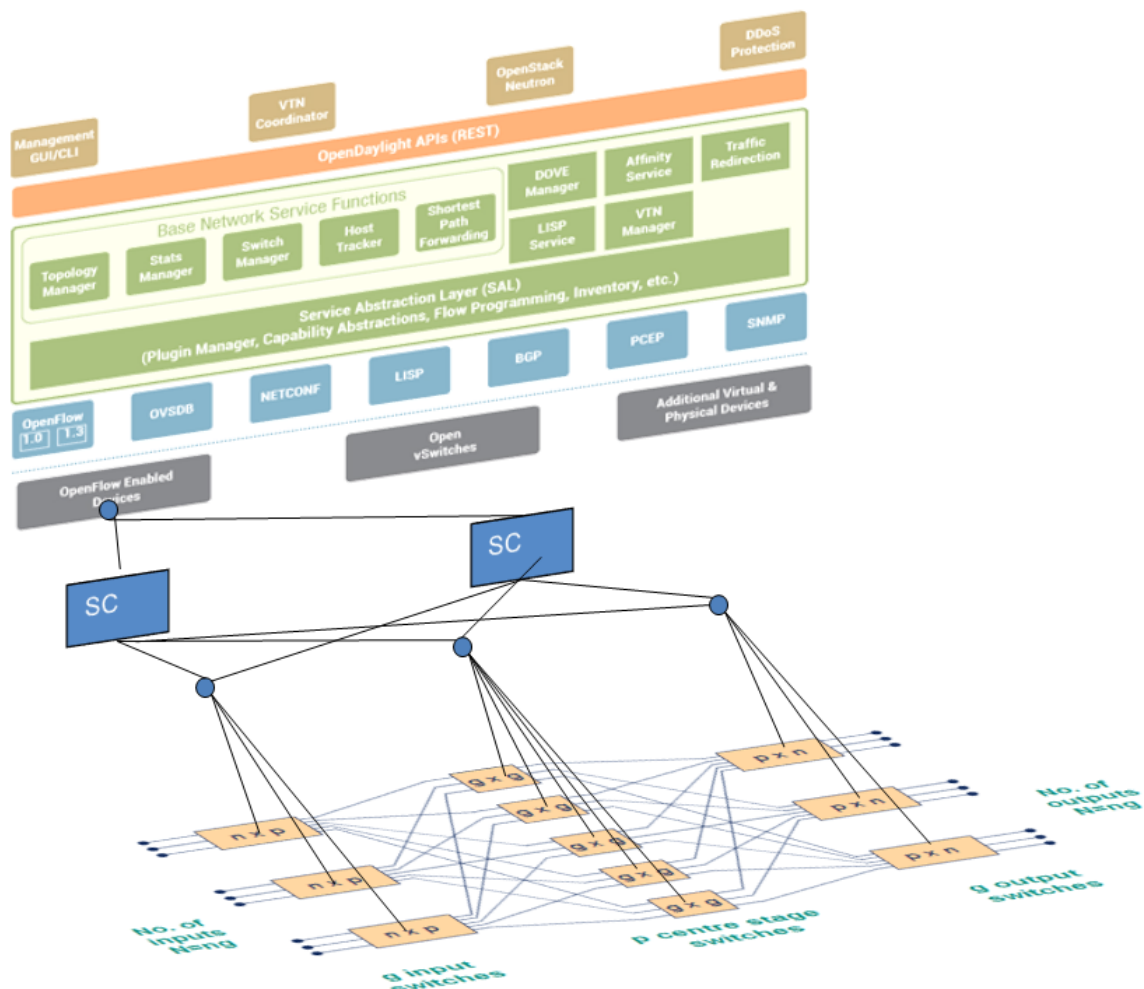 DDoS
Protection
OpenStack
Neutron
VTN
Coordinator
Management
GUI/CLI
OpenDaylight APIs (REST)
Base Network Service Functions
Topology
Manager
Stats
Manager
Switch
Manager
Host
Tracker
Shortest
Path
Forwarding
DOVE
Manager
Affinity
Service
Traffic
Redirection
LISP
Service
VTN
Manager
Service Abstraction Layer (SAL)
(Plugin Manager, Capability Abstractions, Flow Programming, Inventory, etc.)
OpenFlow
1.0 1.3
OVSDB
NETCONF
LISP
BGP
PCEP
SNMP
OpenFlow Enabled
Devices
Open
vSwitches
Additional Virtual &
Physical Devices
SC
SC
n x p
n x p
n x p
g x g
g x g
g x g
g x g
g x g
p x n
p x n
p x n
No. of
inputs
N=ng
g input
switches
p centre stage
switches
g output
switches
No. of
outputs
N=ng